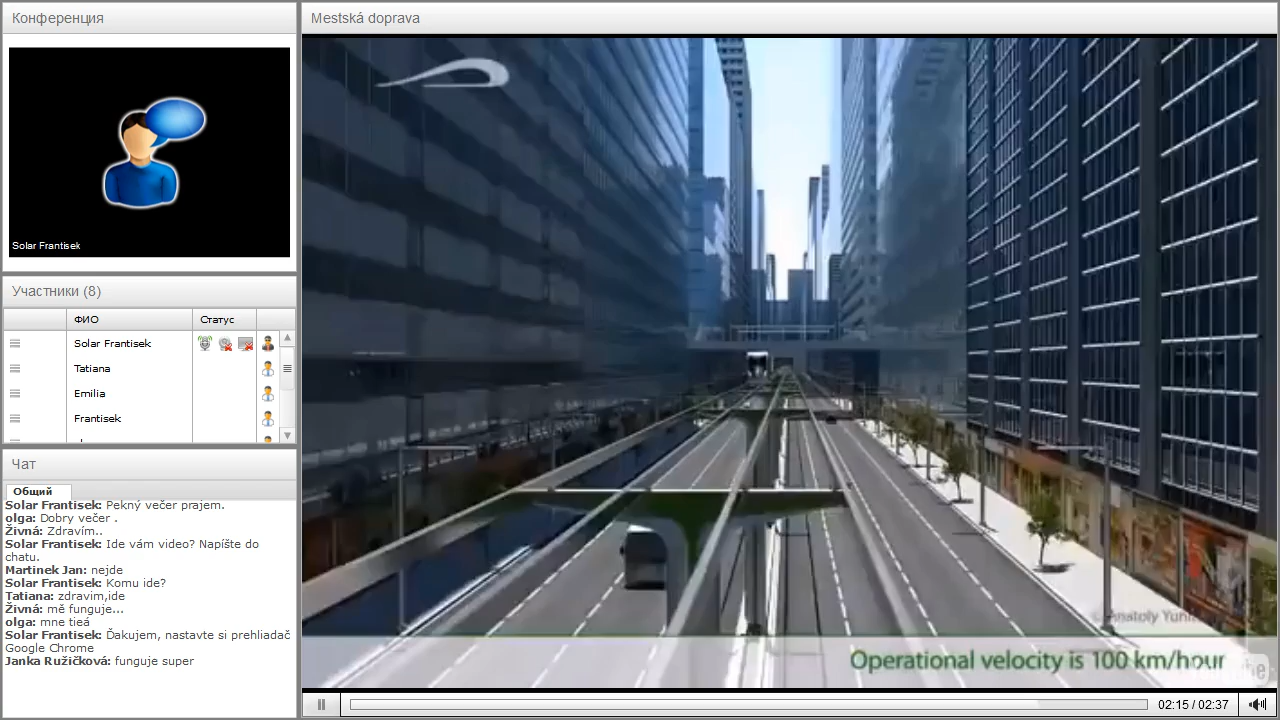 Конференция
Solar Frantisek
Участники (8)
ФИО Статус
Solar Frantisek
Tatiana
Emilia
Frantisek
Чат
Общий
Solar Frantisek: Pekný večer prajem.
olga: Dobry večer .
Živná: Zdravím..
Solar Frantisek: Ide vám video? Napíšte do
chatu.
Martinek Jan: nejde
Solar Frantisek: Komu ide?
Tatiana: zdravim,ide
Živná: mě funguje...
olga: mne tieá
Solar Frantisek: Ďakujem, nastavte si prehliadač
Google Chrome
Janka Ružičková: funguje super
Mestská doprava
© Anatoly
Operational velocity is 100 km/hour
YouTube
02:15 / 02:37